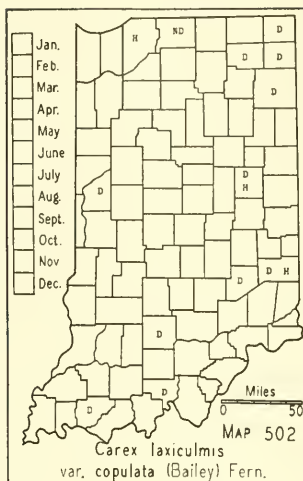 Jan.
Feb.
Mar.
Apr.
May
June
July
Aug.
Sept.
Oct.
Nov
Dec.
H
ND
D
D D
D
D
H
D
D
D H
D
D
D
0 Miles 50
MAP 502
Carex laxiculmis
var. copulata (Bailey) Fern.